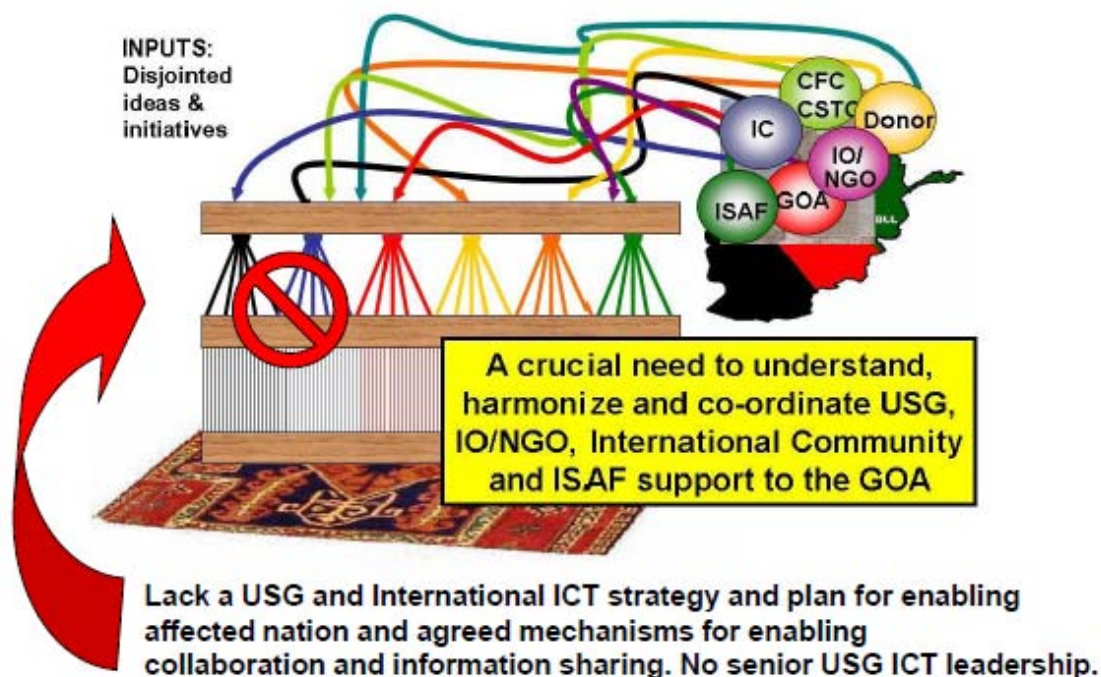 INPUTS:
Disjointed
ideas &
initiatives
CFC
CSTC
Donor
IC
IO/
NGO
ISAF
GOA
A crucial need to understand,
harmonize and co-ordinate USG,
IO/NGO, International Community
and ISAF support to the GOA
Lack a USG and International ICT strategy and plan for enabling
affected nation and agreed mechanisms for enabling
collaboration and information sharing. No senior USG ICT leadership.